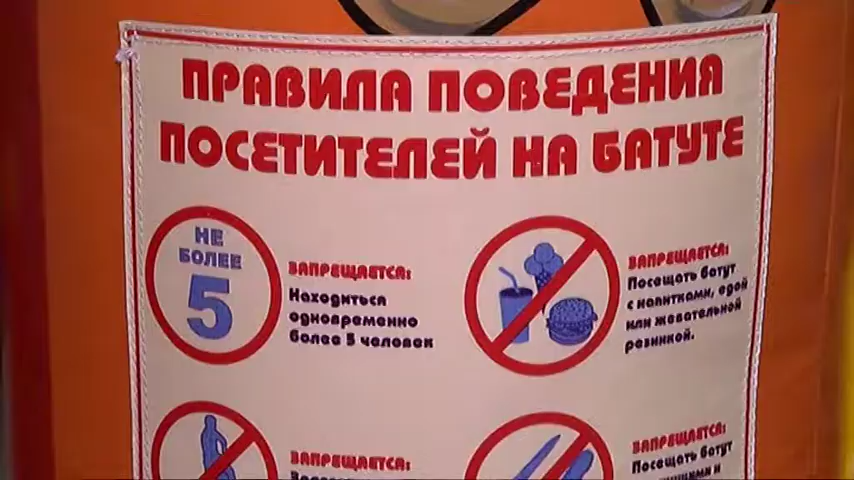 ПРАВИЛА ПОВЕДЕНИЯ
ПОСЕТИТЕЛЕЙ НА БАТУТЕ
НЕ
БОЛЕЕ
5
ЗАПРЕЩАЕТСЯ:
Находиться
одновременно
более 5 человек
ЗАПРЕЩАЕТСЯ:
Посещать батут
с напитками, едой
или жевательной
резинкой.
ЗАПРЕЩАЕТСЯ:
ЗАПРЕЩАЕТСЯ:
Посещать батут